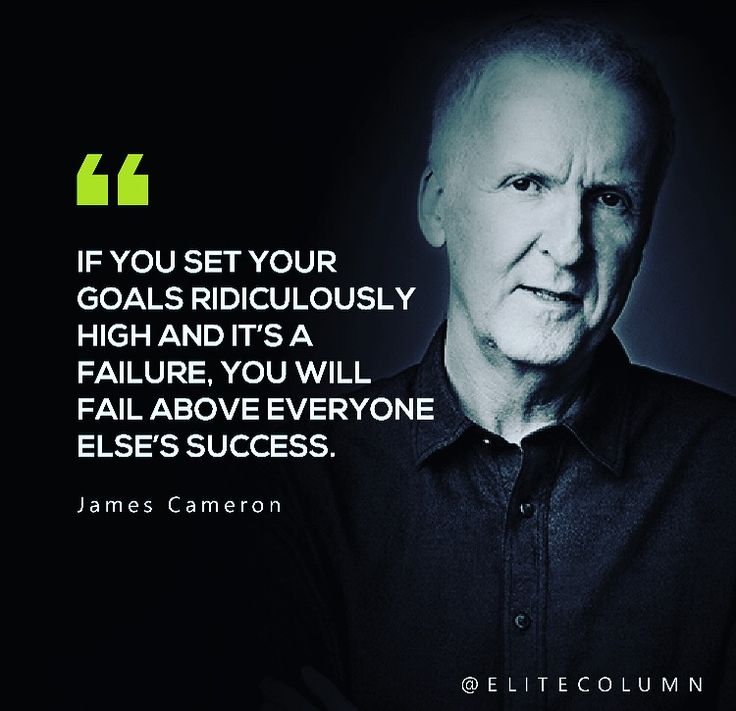 IF YOU SET YOUR
GOALS RIDICULOUSLY
HIGH AND IT'S A
FAILURE, YOU WILL
FAIL ABOVE EVERYONE
ELSE'S SUCCESS.
James Cameron
@ELITECOLUMN